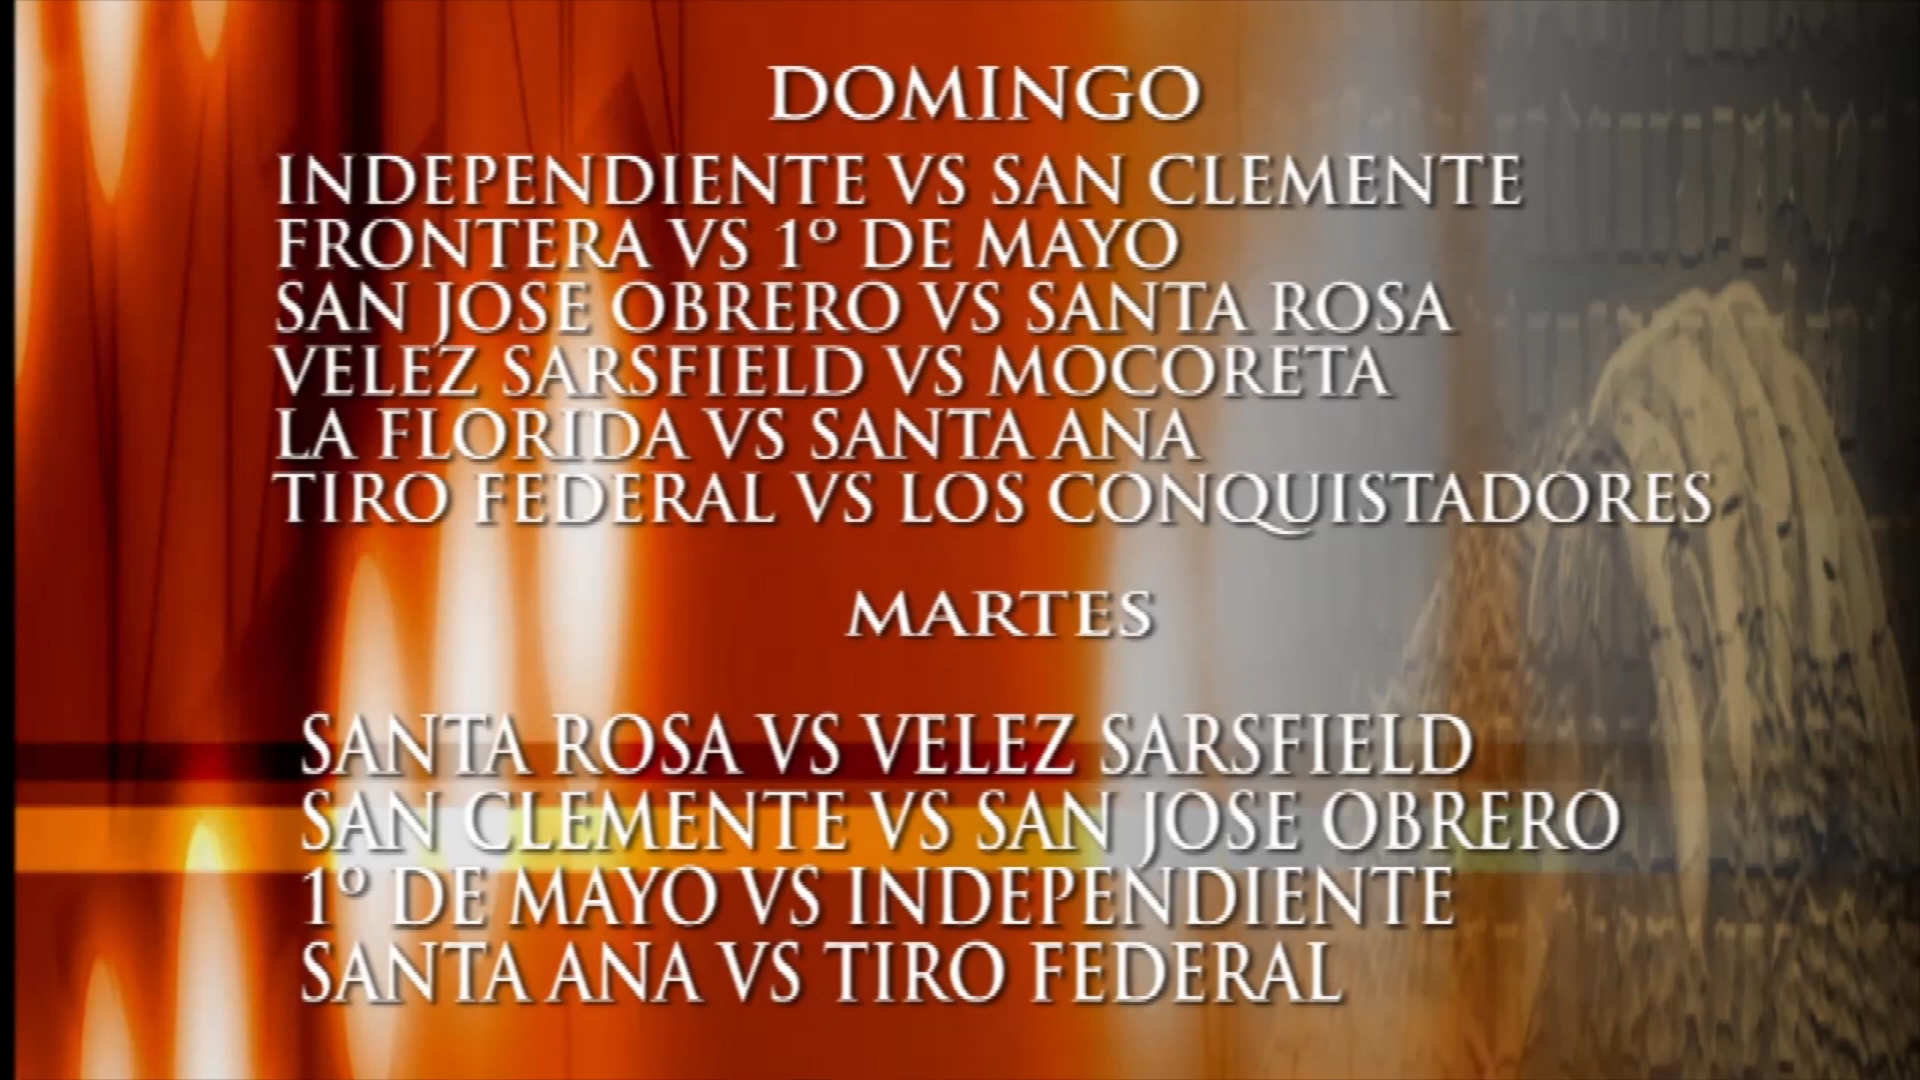 DOMINGO
INDEPENDIENTE VS SAN CLEMENTE
FRONTERA VS 1º DE MAYO
SAN JOSE OBRERO VS SANTA ROSA
VELEZ SARSFIELD VS MOCORETA
LA FLORIDA VS SANTA ANA
TIRO FEDERAL VS LOS CONQUISTADORES
MARTES
SANTA ROSA VS VELEZ SARSFIELD
SAN CLEMENTE VS SAN JOSE OBRERO
1º DE MAYO VS INDEPENDIENTE
SANTA ANA VS TIRO FEDERAL